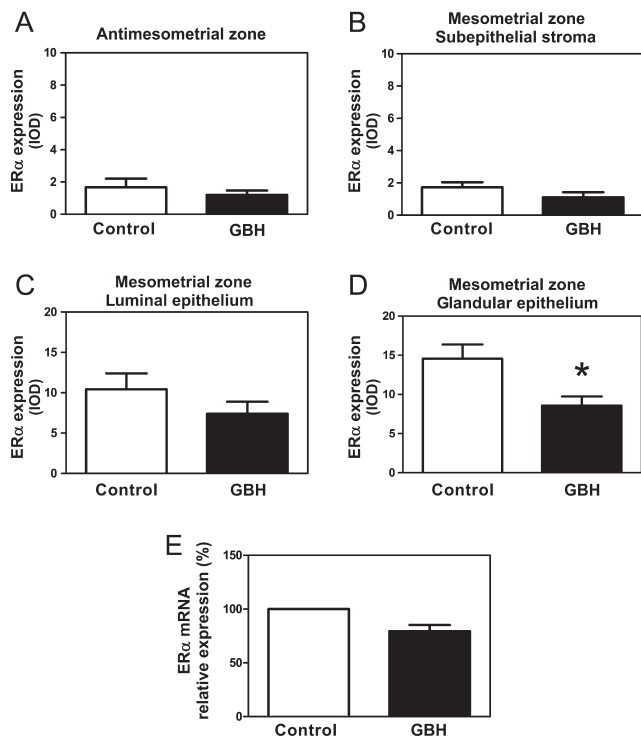 A
Antimesometrial zone
ERα expression
(IOD)
10
8
6
4
2
0
Control
GBH
B
Mesometrial zone
Subepithelial stroma
ERα expression
(IOD)
10
8
6
4
2
0
Control
GBH
C
Mesometrial zone
Luminal epithelium
ERα expression
(IOD)
20
15
10
5
0
Control
GBH
D
Mesometrial zone
Glandular epithelium
ERα expression
(IOD)
20
15
10
5
0
*
Control
GBH
E
ERα mRNA
relative expression (%)
150
100
50
0
Control
GBH